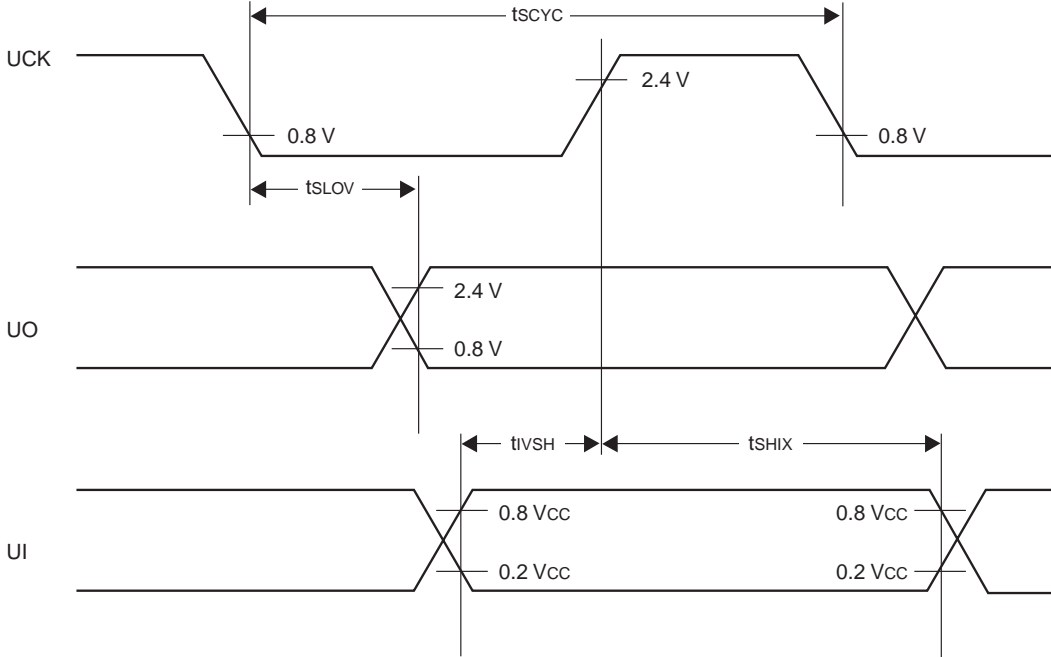 tSCYC
UCK
2.4 V
0.8 V
0.8 V
tSLOV
2.4 V
UO
0.8 V
tIVSH
tSHIX
0.8 VCC
0.8 VCC
UI
0.2 VCC
0.2 VCC